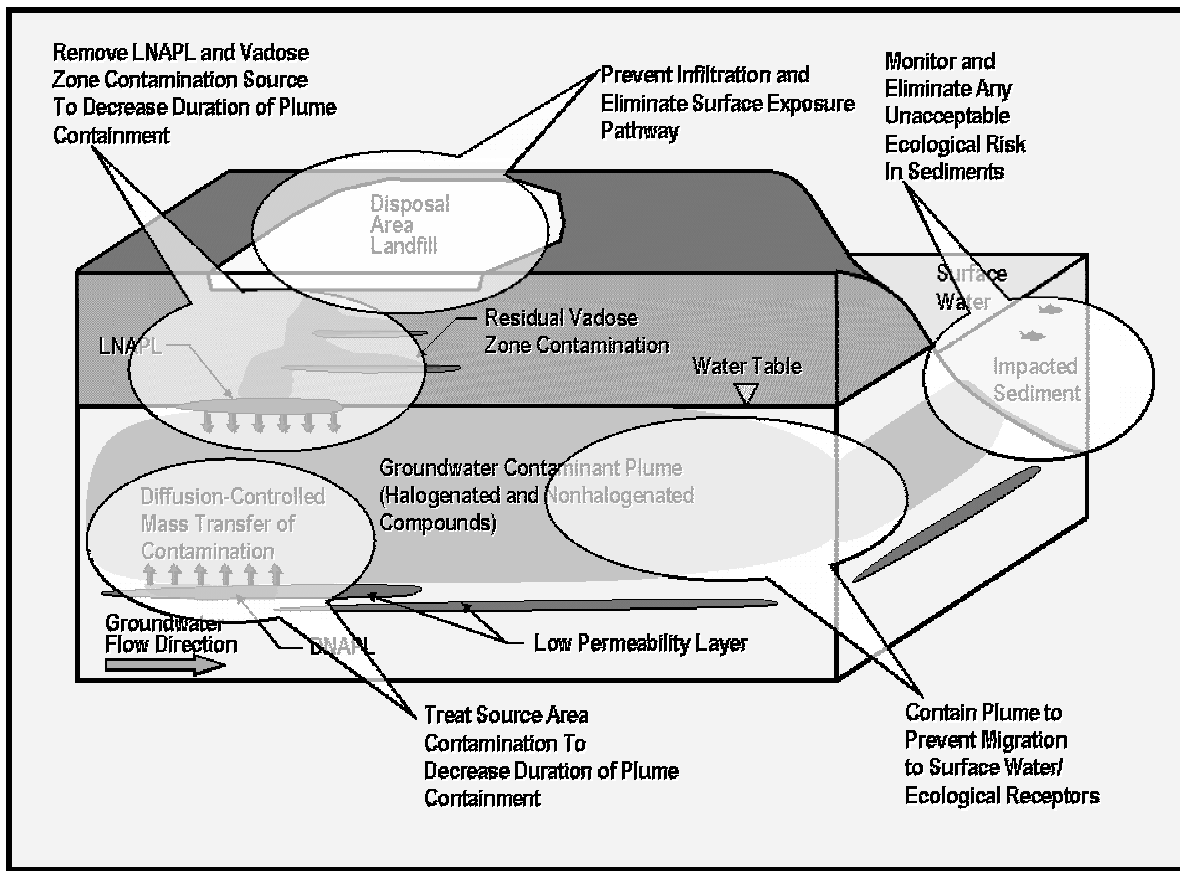 Remove LNAPL and Vadose
Zone Contamination Source
To Decrease Duration of Plume
Containment
Prevent Infiltration and
Eliminate Surface Exposure
Pathway
Monitor and
Eliminate Any
Unacceptable
Ecological Risk
In Sediments
Disposal
Area
Landfill
Surface
Water
LNAPL
Residual Vadose
Zone Contamination
Water Table
Impacted
Sediment
Groundwater Contaminant Plume
(Halogenated and Nonhalogenated
Compounds)
Diffusion-Controlled
Mass Transfer of
Contamination
Groundwater
Flow Direction
DNAPL
Low Permeability Layer
Treat Source Area
Contamination To
Decrease Duration of Plume
Containment
Contain Plume to
Prevent Migration
to Surface Water/
Ecological Receptors